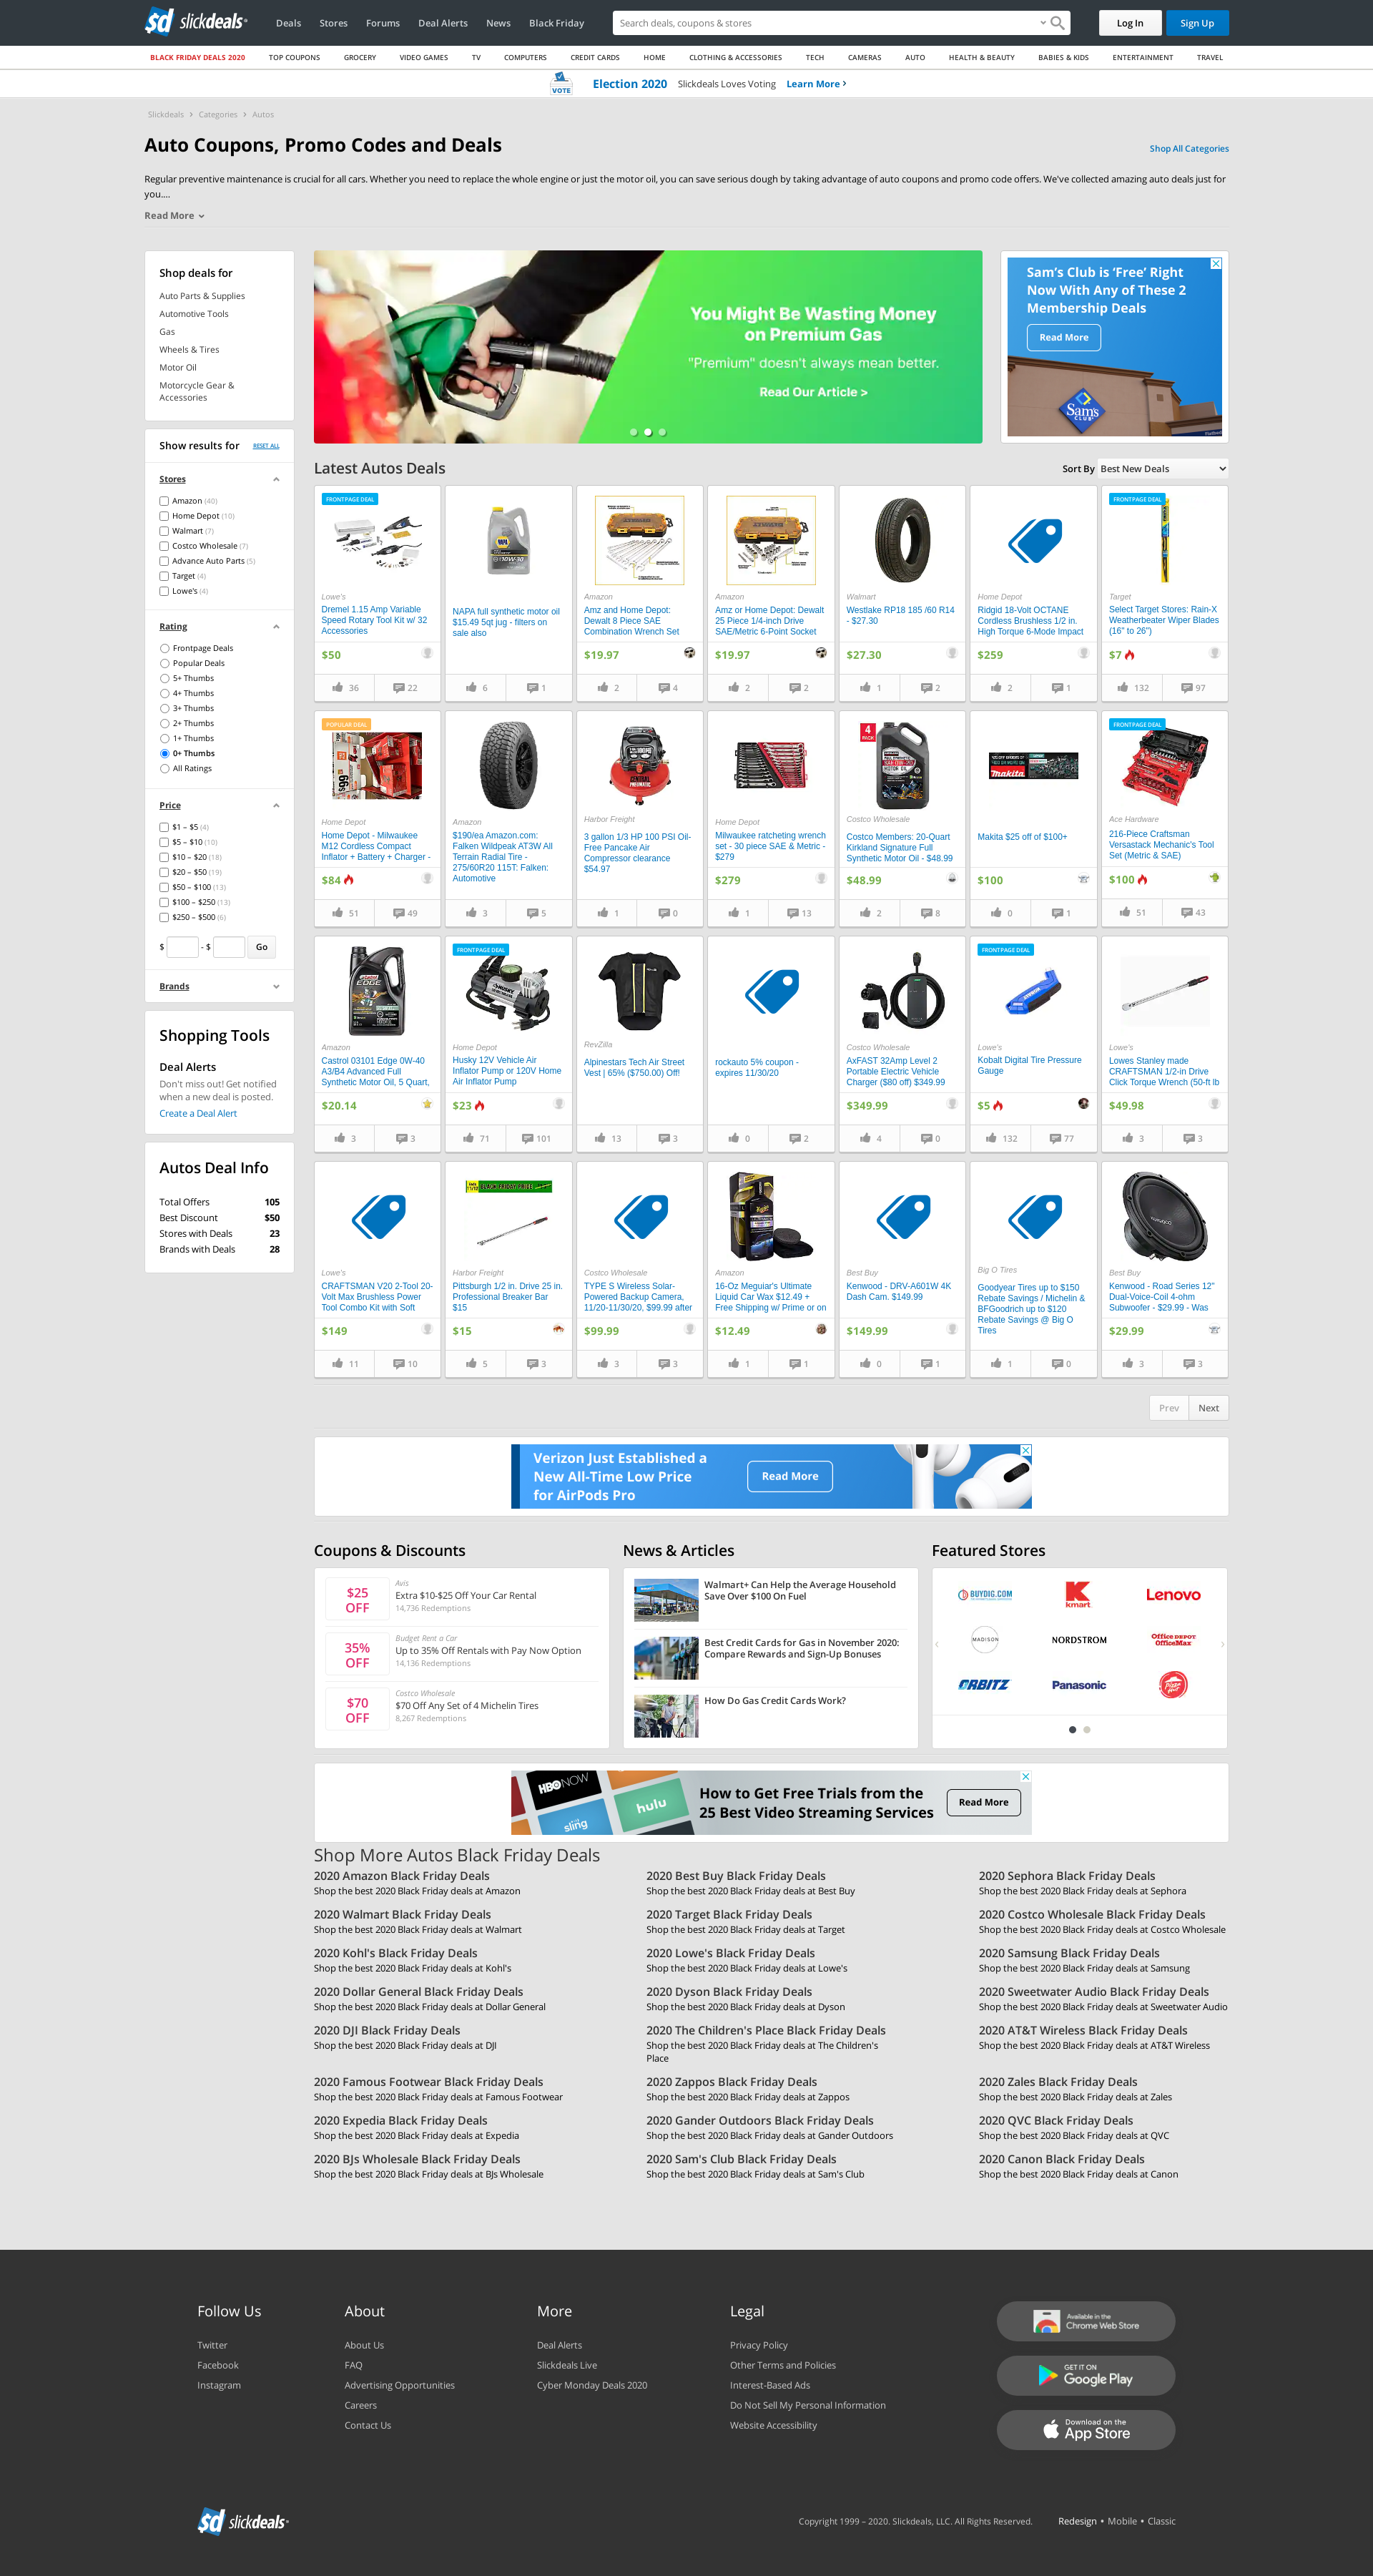 slickdeals
Deals Stores Forums Deal Alerts News Black Friday
Search deals, coupons & stores
Log In
Sign Up
BLACK FRIDAY DEALS 2020 TOP COUPONS GROCERY VIDEO GAMES TV COMPUTERS CREDIT CARDS HOME CLOTHING & ACCESSORIES TECH CAMERAS AUTO HEALTH & BEAUTY BABIES & KIDS ENTERTAINMENT TRAVEL
VOTE Election 2020 Slickdeals Loves Voting Learn More >
Slickdeals > Categories > Autos
Auto Coupons, Promo Codes and Deals
Shop All Categories
Regular preventive maintenance is crucial for all cars. Whether you need to replace the whole engine or just the motor oil, you can save serious dough by taking advantage of auto coupons and promo code offers. We've collected amazing auto deals just for
you....
Read More
Shop deals for
Auto Parts & Supplies
Automotive Tools
Gas
Wheels & Tires
Motor Oil
Motorcycle Gear &
Accessories
Show results for RESET ALL
Stores
Amazon (40)
Home Depot (10)
Walmart (7)
Costco Wholesale (7)
Advance Auto Parts (5)
Target (4)
Lowe's (4)
Rating
Frontpage Deals
Popular Deals
5+ Thumbs
4+ Thumbs
3+ Thumbs
2+ Thumbs
1+ Thumbs
0+ Thumbs
All Ratings
Price
$1 – $5 (4)
$5 – $10 (10)
$10 – $20 (18)
$20 – $50 (19)
$50 – $100 (13)
$100 – $250 (13)
$250 – $500 (6)
$ - $ Go
Brands
Shopping Tools
Deal Alerts
Don't miss out! Get notified
when a new deal is posted.
Create a Deal Alert
Autos Deal Info
Total Offers 105
Best Discount $50
Stores with Deals 23
Brands with Deals 28
You Might Be Wasting Money
on Premium Gas
"Premium" doesn't always mean better.
Read Our Article >
Sam's Club is 'Free' Right
Now With Any of These 2
Membership Deals
Read More
Sam's
CLUB
Latest Autos Deals
Sort By Best New Deals
FRONTPAGE DEAL
Lowe's
Dremel 1.15 Amp Variable
Speed Rotary Tool Kit w/ 32
Accessories
$50
36 22
NAPA full synthetic motor oil
$15.49 5qt jug - filters on
sale also
6 1
Amazon
Amz and Home Depot:
Dewalt 8 Piece SAE
Combination Wrench Set
$19.97
2 4
Amazon
Amz or Home Depot: Dewalt
25 Piece 1/4-inch Drive
SAE/Metric 6-Point Socket
$19.97
2 2
Walmart
Westlake RP18 185 /60 R14
- $27.30
$27.30
1 2
Home Depot
Ridgid 18-Volt OCTANE
Cordless Brushless 1/2 in.
High Torque 6-Mode Impact
$259
2 1
FRONTPAGE DEAL
Target
Select Target Stores: Rain-X
Weatherbeater Wiper Blades
(16" to 26")
$7
132 97
POPULAR DEAL
Home Depot
Home Depot - Milwaukee
M12 Cordless Compact
Inflator + Battery + Charger -
$84
51 49
Amazon
$190/ea Amazon.com:
Falken Wildpeak AT3W All
Terrain Radial Tire -
275/60R20 115T: Falken:
Automotive
3 5
Harbor Freight
3 gallon 1/3 HP 100 PSI Oil-
Free Pancake Air
Compressor clearance
$54.97
1 0
Home Depot
Milwaukee ratcheting wrench
set - 30 piece SAE & Metric -
$279
$279
1 13
4
PACK
Costco Wholesale
Costco Members: 20-Quart
Kirkland Signature Full
Synthetic Motor Oil - $48.99
$48.99
2 8
makita
Makita $25 off of $100+
$100
0 1
FRONTPAGE DEAL
Ace Hardware
216-Piece Craftsman
Versastack Mechanic's Tool
Set (Metric & SAE)
$100
51 43
Castrol
EDGE
Amazon
Castrol 03101 Edge 0W-40
A3/B4 Advanced Full
Synthetic Motor Oil, 5 Quart,
$20.14
3 3
FRONTPAGE DEAL
Home Depot
Husky 12V Vehicle Air
Inflator Pump or 120V Home
Air Inflator Pump
$23
71 101
RevZilla
Alpinestars Tech Air Street
Vest | 65% ($750.00) Off!
13 3
rockauto 5% coupon -
expires 11/30/20
0 2
Costco Wholesale
AxFAST 32Amp Level 2
Portable Electric Vehicle
Charger ($80 off) $349.99
$349.99
4 0
FRONTPAGE DEAL
Lowe's
Kobalt Digital Tire Pressure
Gauge
$5
132 77
Lowe's
Lowes Stanley made
CRAFTSMAN 1/2-in Drive
Click Torque Wrench (50-ft lb
$49.98
3 3
Lowe's
CRAFTSMAN V20 2-Tool 20-
Volt Max Brushless Power
Tool Combo Kit with Soft
$149
11 10
BLACK FRIDAY PRICE
Harbor Freight
Pittsburgh 1/2 in. Drive 25 in.
Professional Breaker Bar
$15
$15
5 3
Costco Wholesale
TYPE S Wireless Solar-
Powered Backup Camera,
11/20-11/30/20, $99.99 after
$99.99
3 3
Amazon
16-Oz Meguiar's Ultimate
Liquid Car Wax $12.49 +
Free Shipping w/ Prime or on
$12.49
1 1
Best Buy
Kenwood - DRV-A601W 4K
Dash Cam. $149.99
$149.99
0 1
Big O Tires
Goodyear Tires up to $150
Rebate Savings / Michelin &
BFGoodrich up to $120
Rebate Savings @ Big O
Tires
1 0
Best Buy
Kenwood - Road Series 12"
Dual-Voice-Coil 4-ohm
Subwoofer - $29.99 - Was
$29.99
3 3
Prev Next
Verizon Just Established a
New All-Time Low Price
for AirPods Pro
Read More
Coupons & Discounts
$25
OFF
Avis
Extra $10-$25 Off Your Car Rental
14,736 Redemptions
35%
OFF
Budget Rent a Car
Up to 35% Off Rentals with Pay Now Option
14,136 Redemptions
$70
OFF
Costco Wholesale
$70 Off Any Set of 4 Michelin Tires
8,267 Redemptions
News & Articles
Walmart+ Can Help the Average Household
Save Over $100 On Fuel
Best Credit Cards for Gas in November 2020:
Compare Rewards and Sign-Up Bonuses
How Do Gas Credit Cards Work?
Featured Stores
BUYDIG.COM kmart Lenovo
MADISON NORDSTROM Office DEPOT
OfficeMax
ORBITZ Panasonic Pizza Hut
HBO NOW
hulu
sling
How to Get Free Trials from the
25 Best Video Streaming Services
Read More
Shop More Autos Black Friday Deals
2020 Amazon Black Friday Deals
Shop the best 2020 Black Friday deals at Amazon
2020 Best Buy Black Friday Deals
Shop the best 2020 Black Friday deals at Best Buy
2020 Sephora Black Friday Deals
Shop the best 2020 Black Friday deals at Sephora
2020 Walmart Black Friday Deals
Shop the best 2020 Black Friday deals at Walmart
2020 Target Black Friday Deals
Shop the best 2020 Black Friday deals at Target
2020 Costco Wholesale Black Friday Deals
Shop the best 2020 Black Friday deals at Costco Wholesale
2020 Kohl's Black Friday Deals
Shop the best 2020 Black Friday deals at Kohl's
2020 Lowe's Black Friday Deals
Shop the best 2020 Black Friday deals at Lowe's
2020 Samsung Black Friday Deals
Shop the best 2020 Black Friday deals at Samsung
2020 Dollar General Black Friday Deals
Shop the best 2020 Black Friday deals at Dollar General
2020 Dyson Black Friday Deals
Shop the best 2020 Black Friday deals at Dyson
2020 Sweetwater Audio Black Friday Deals
Shop the best 2020 Black Friday deals at Sweetwater Audio
2020 DJI Black Friday Deals
Shop the best 2020 Black Friday deals at DJI
2020 The Children's Place Black Friday Deals
Shop the best 2020 Black Friday deals at The Children's
Place
2020 AT&T Wireless Black Friday Deals
Shop the best 2020 Black Friday deals at AT&T Wireless
2020 Famous Footwear Black Friday Deals
Shop the best 2020 Black Friday deals at Famous Footwear
2020 Zappos Black Friday Deals
Shop the best 2020 Black Friday deals at Zappos
2020 Zales Black Friday Deals
Shop the best 2020 Black Friday deals at Zales
2020 Expedia Black Friday Deals
Shop the best 2020 Black Friday deals at Expedia
2020 Gander Outdoors Black Friday Deals
Shop the best 2020 Black Friday deals at Gander Outdoors
2020 QVC Black Friday Deals
Shop the best 2020 Black Friday deals at QVC
2020 BJs Wholesale Black Friday Deals
Shop the best 2020 Black Friday deals at BJs Wholesale
2020 Sam's Club Black Friday Deals
Shop the best 2020 Black Friday deals at Sam's Club
2020 Canon Black Friday Deals
Shop the best 2020 Black Friday deals at Canon
Follow Us
Twitter
Facebook
Instagram
About
About Us
FAQ
Advertising Opportunities
Careers
Contact Us
More
Deal Alerts
Slickdeals Live
Cyber Monday Deals 2020
Legal
Privacy Policy
Other Terms and Policies
Interest-Based Ads
Do Not Sell My Personal Information
Website Accessibility
Available in the
Chrome Web Store
GET IT ON
Google Play
Download on the
App Store
slickdeals
Copyright 1999 – 2020. Slickdeals, LLC. All Rights Reserved. Redesign • Mobile • Classic